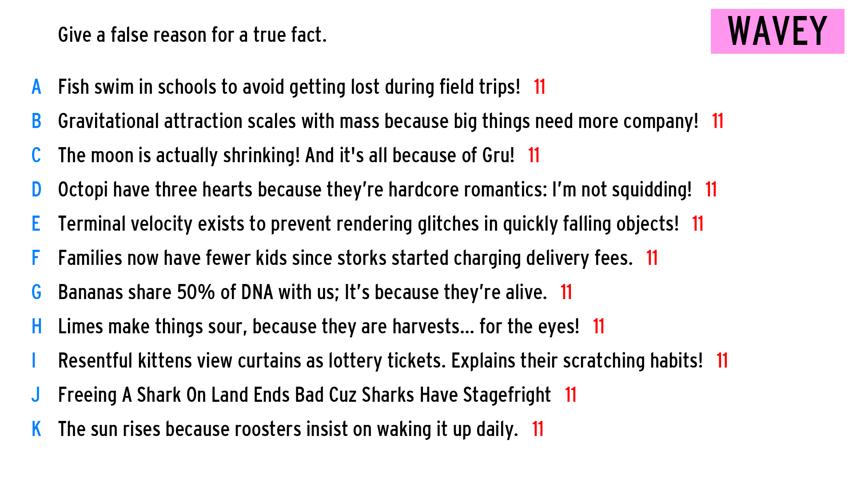 Give a false reason for a true fact.
WAVEY
A Fish swim in schools to avoid getting lost during field trips! 11
B Gravitational attraction scales with mass because big things need more company! 11
C The moon is actually shrinking! And it's all because of Gru! 11
D Octopi have three hearts because they’re hardcore romantics: I’m not squidding! 11
E Terminal velocity exists to prevent rendering glitches in quickly falling objects! 11
F Families now have fewer kids since storks started charging delivery fees. 11
G Bananas share 50% of DNA with us; It’s because they’re alive. 11
H Limes make things sour, because they are harvests... for the eyes! 11
I Resentful kittens view curtains as lottery tickets. Explains their scratching habits! 11
J Freeing A Shark On Land Ends Bad Cuz Sharks Have Stagefright 11
K The sun rises because roosters insist on waking it up daily. 11